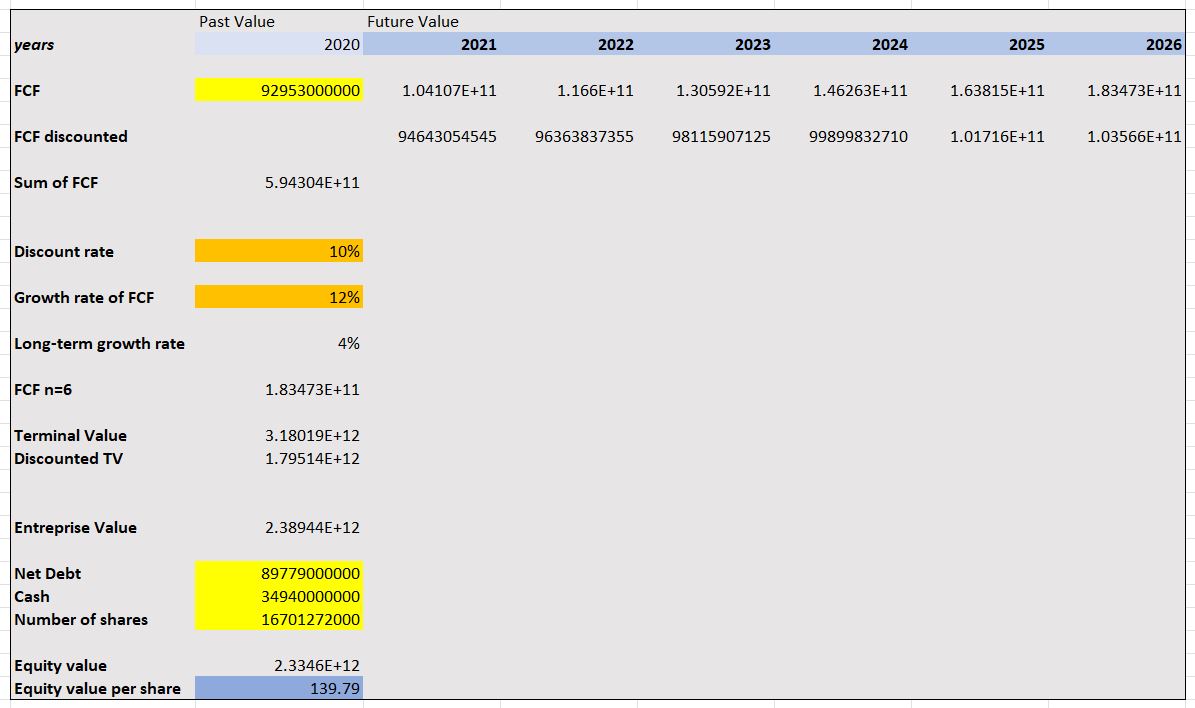 Past Value Future Value
years 2020 2021 2022 2023 2024 2025 2026
FCF 92953000000 1.04107E+11 1.166E+11 1.30592E+11 1.46263E+11 1.63815E+11 1.83473E+11
FCF discounted 94643054545 96363837355 98115907125 99899832710 1.01716E+11 1.03566E+11
Sum of FCF 5.94304E+11
Discount rate 10%
Growth rate of FCF 12%
Long-term growth rate 4%
FCF n=6 1.83473E+11
Terminal Value 3.18019E+12
Discounted TV 1.79514E+12
Entreprise Value 2.38944E+12
Net Debt 89779000000
Cash 34940000000
Number of shares 16701272000
Equity value 2.3346E+12
Equity value per share 139.79